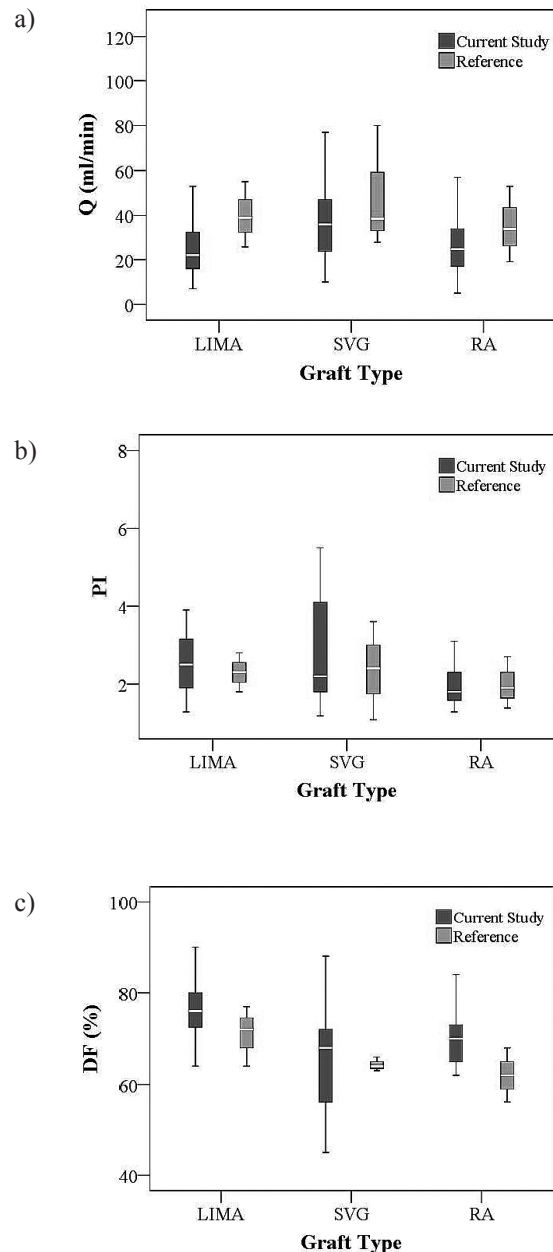 a)
120
100
80
60
40
20
0
Q (ml/min)
Current Study
Reference
LIMA SVG RA
Graft Type
b)
8
6
4
2
PI
Current Study
Reference
LIMA SVG RA
Graft Type
c)
100
80
60
40
DF (%)
Current Study
Reference
LIMA SVG RA
Graft Type